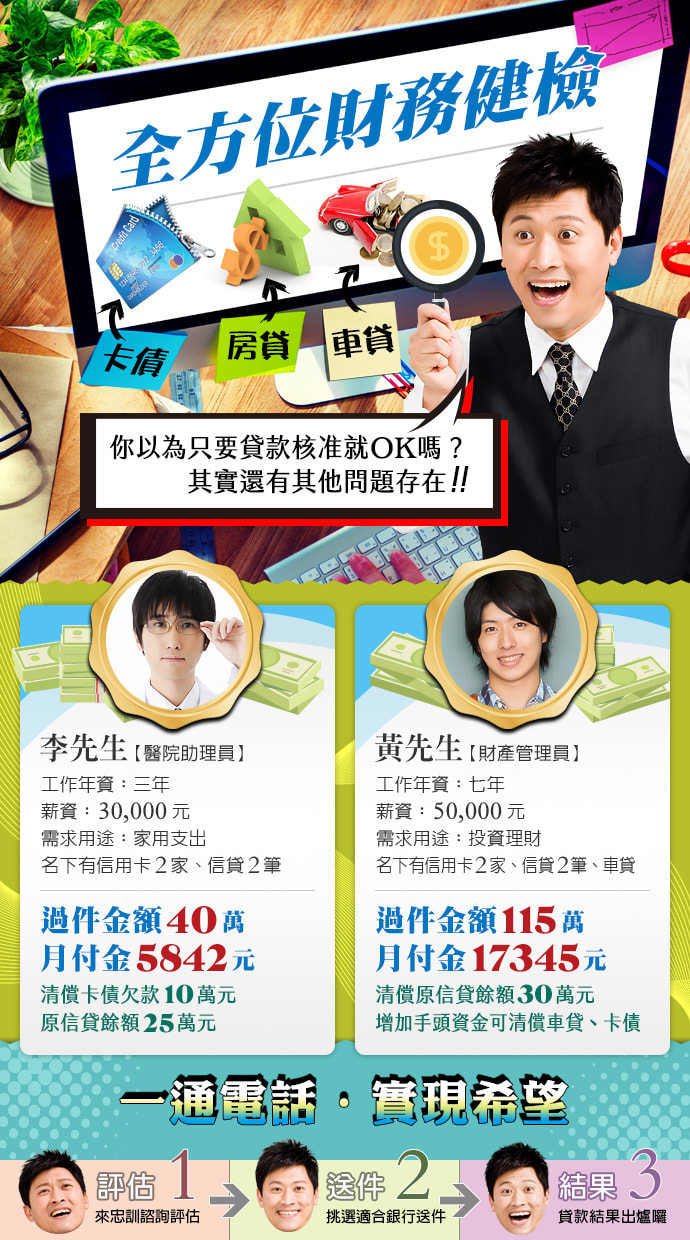 全方位財務健檢
Credit Card
卡債
房貸
車貸
你以為只要貸款核准就OK嗎？
其實還有其他問題存在!!
李先生【醫院助理員】
工作年資：三年
薪資：30,000 元
需求用途：家用支出
名下有信用卡2家、信貸2筆
過件金額40萬
月付金5842元
清償卡債欠款10萬元
原信貸餘額25萬元
黃先生【財產管理員】
工作年資：七年
薪資：50,000 元
需求用途：投資理財
名下有信用卡2家、信貸2筆、車貸
過件金額115萬
月付金17345元
清償原信貸餘額30萬元
增加手頭資金可清償車貸、卡債
一通電話・實現希望
評估 1
來忠訓諮詢評估
送件 2
挑選適合銀行送件
結果 3
貸款結果出爐囉